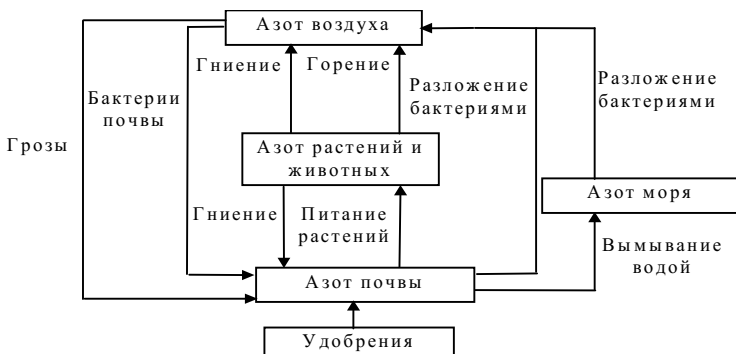 Азот воздуха
Гниение
Горение
Бактерии
почвы
Разложение
бактериями
Разложение
бактериями
Грозы
Азот растений и
животных
Азот моря
Гниение
Питание
растений
Вымывание
водой
Азот почвы
Удобрения